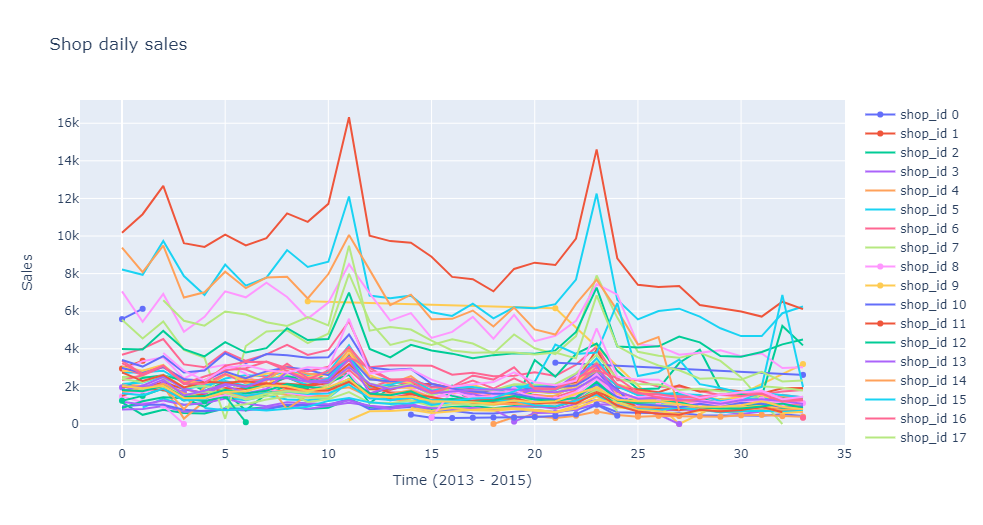 Shop daily sales
16k
14k
12k
10k
8k
6k
4k
2k
0
Sales
0
5
10
15
20
25
30
35
Time (2013 - 2015)
shop_id 0
shop_id 1
shop_id 2
shop_id 3
shop_id 4
shop_id 5
shop_id 6
shop_id 7
shop_id 8
shop_id 9
shop_id 10
shop_id 11
shop_id 12
shop_id 13
shop_id 14
shop_id 15
shop_id 16
shop_id 17